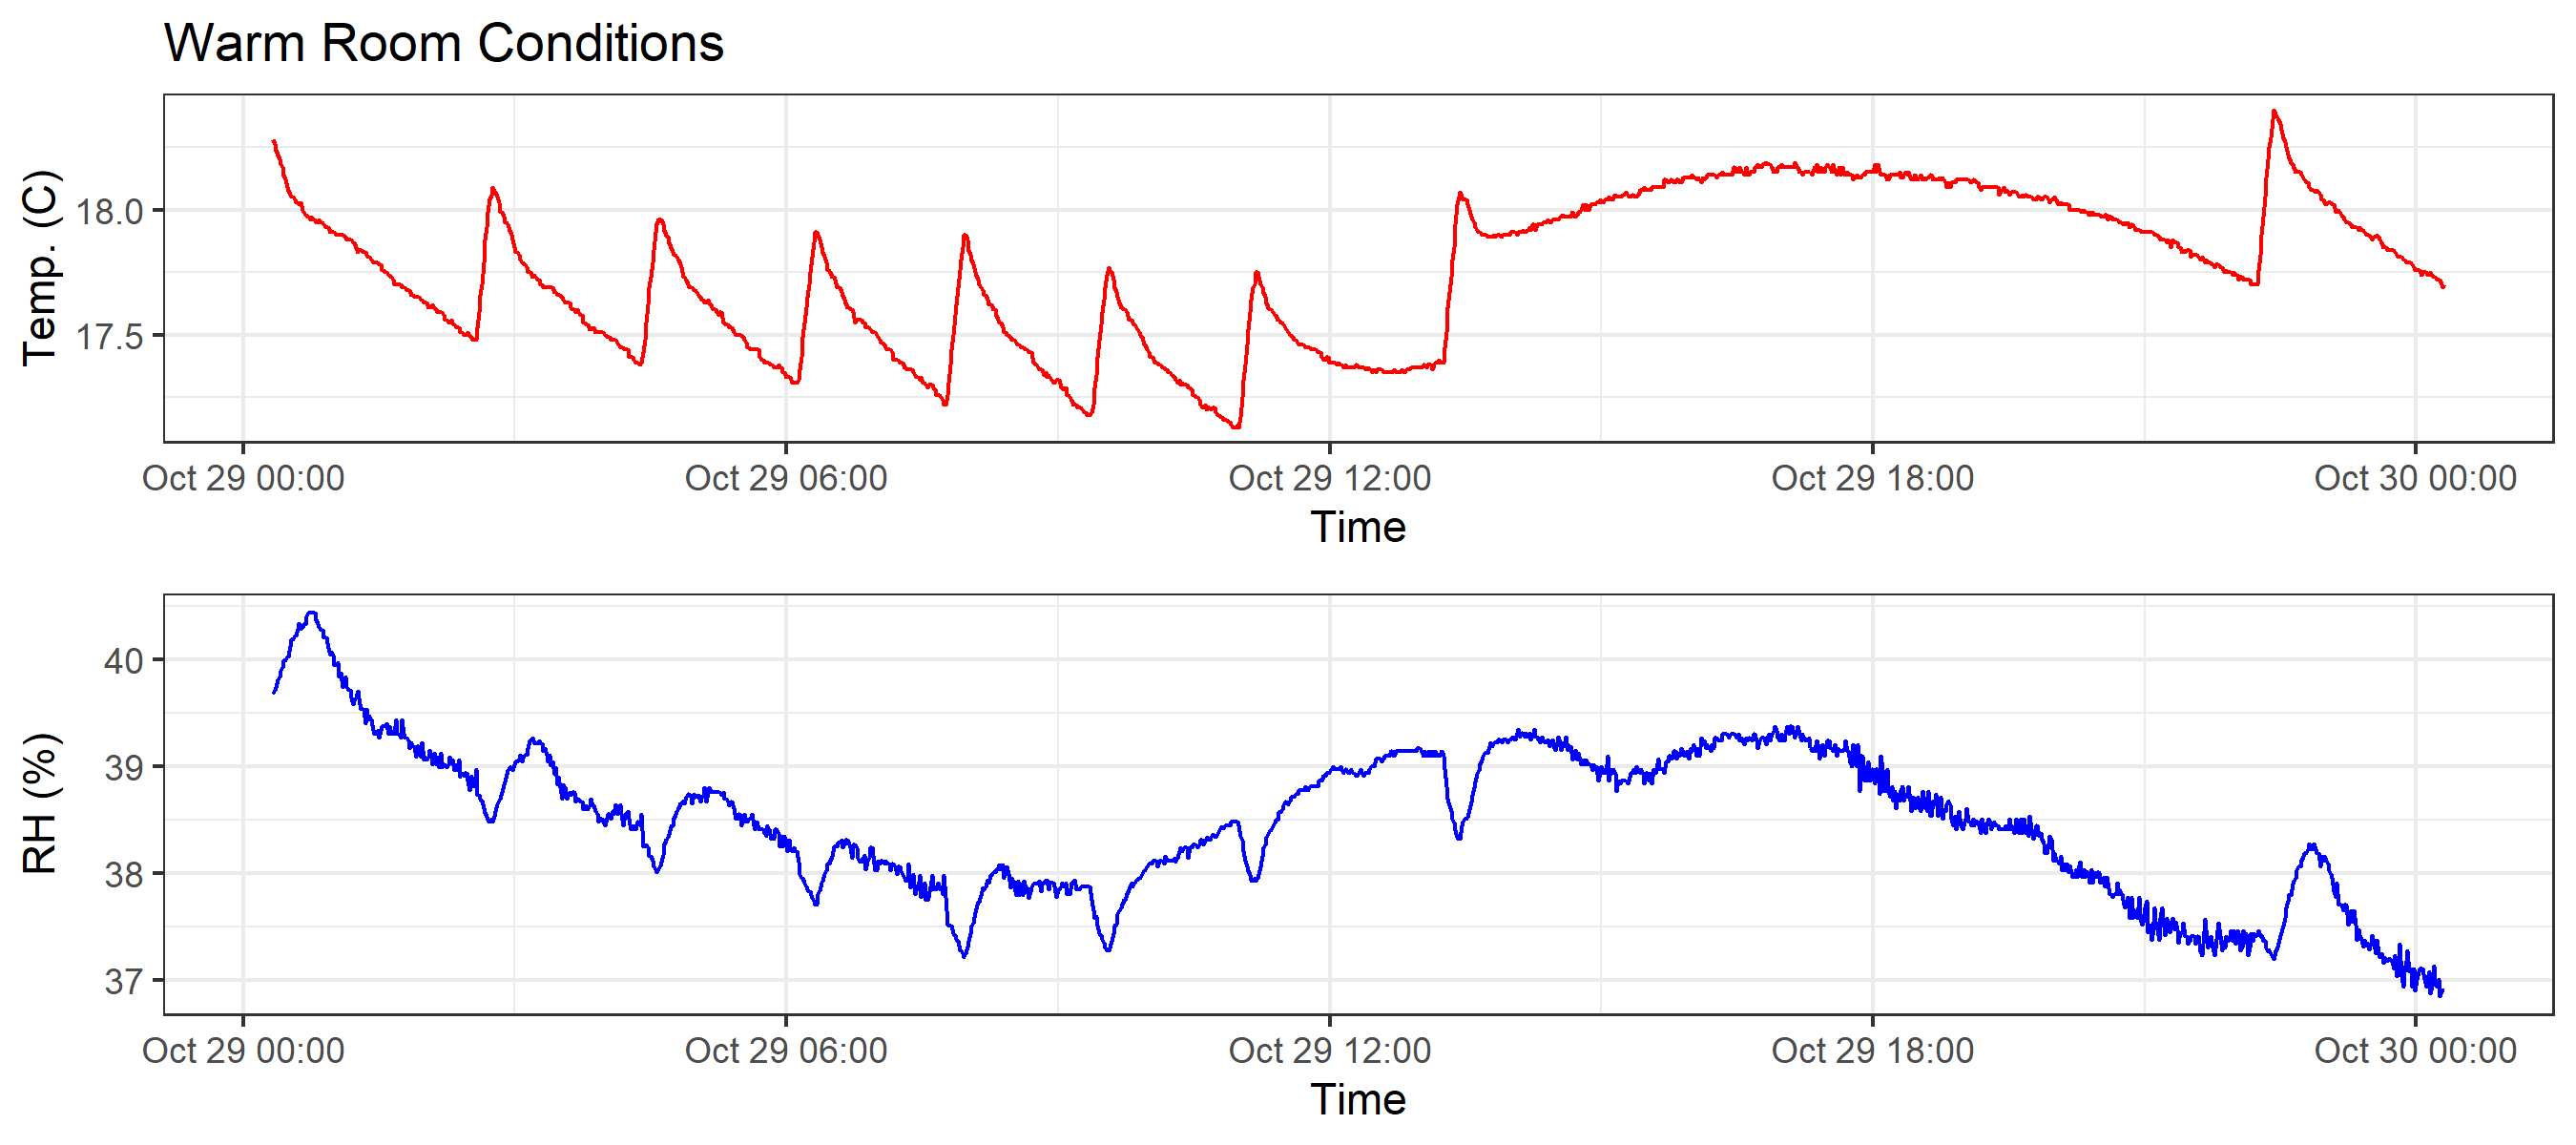 Warm Room Conditions
Temp. (C)
18.0
17.5
Oct 29 00:00 Oct 29 06:00 Oct 29 12:00 Oct 29 18:00 Oct 30 00:00
Time
RH (%)
40
39
38
37
Oct 29 00:00 Oct 29 06:00 Oct 29 12:00 Oct 29 18:00 Oct 30 00:00
Time